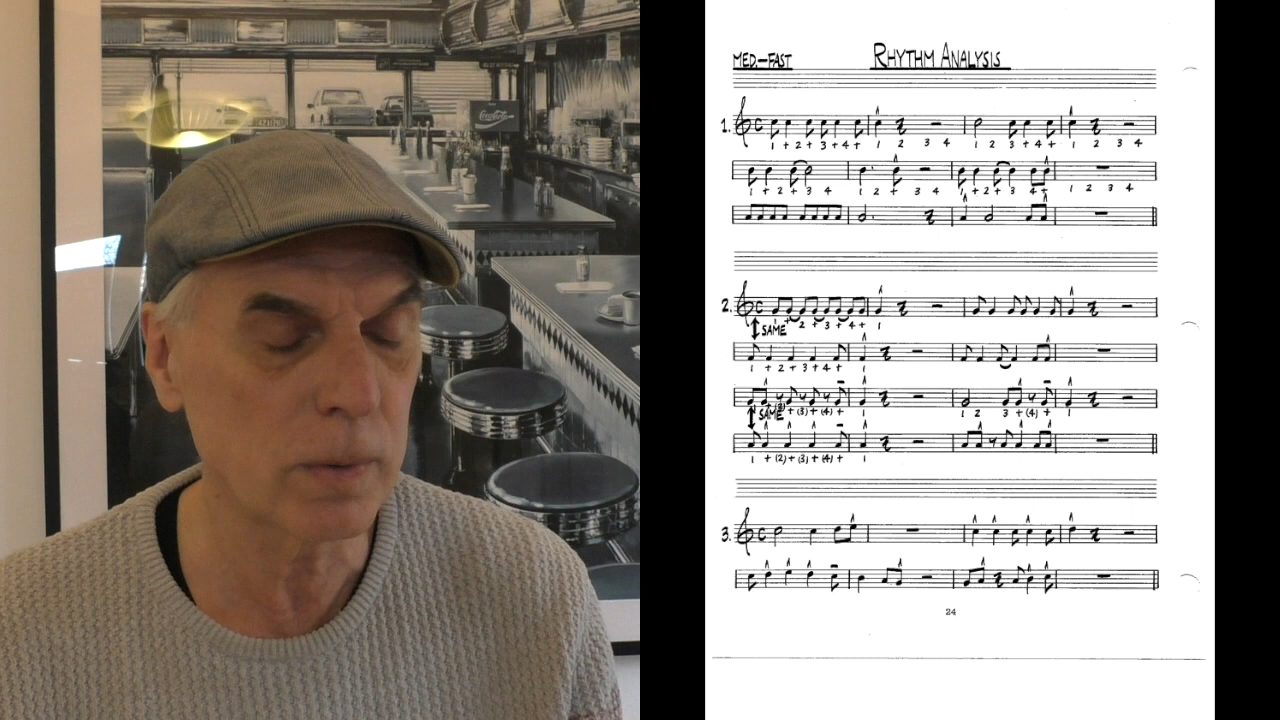 Coca-Cola
MED.-FAST RHYTHM ANALYSIS
1. 1 + 2 + 3 + 4 + 1 2 3 4 1 2 3 + 4 + 1 2 3 4
1 + 2 + 3 4 1 2 + 3 4 1 + 2 + 3 4 + 1 2 3 4
2. 1 + 2 + 3 + 4 + 1
SAME
1 + 2 + 3 + 4 + 1
SAME + (3) + (4) + 1 1 2 3 + (4) + 1
1 + (2) + (3) + (4) + 1
3.
24